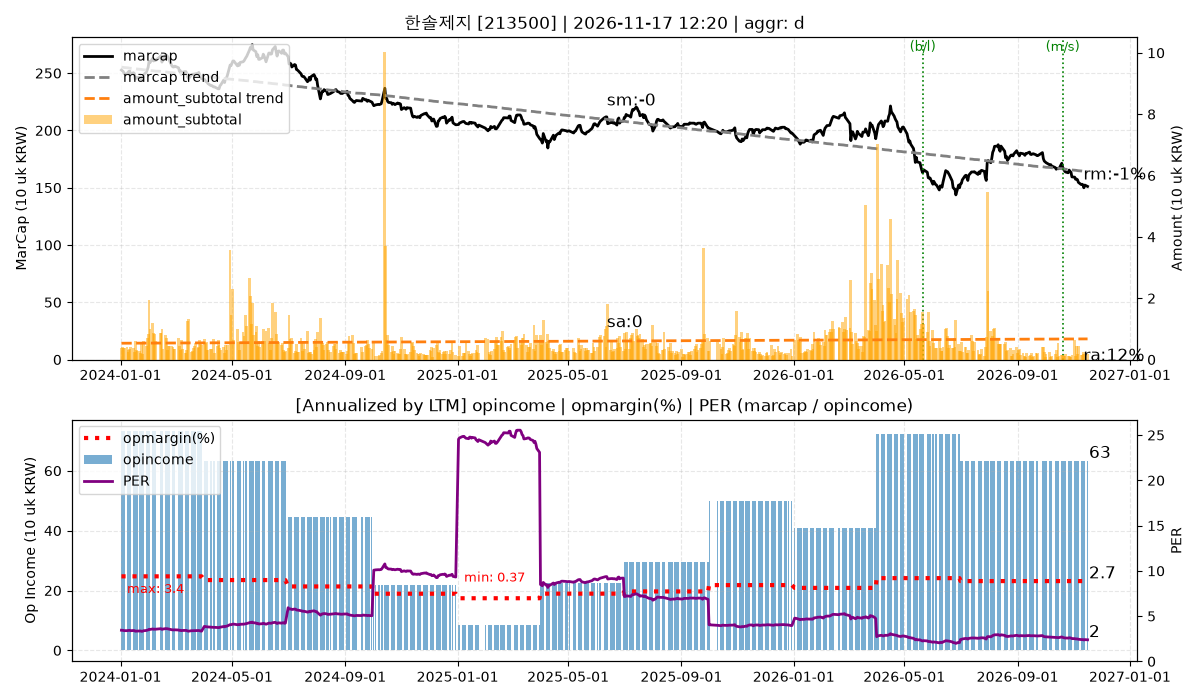 한솔제지 [213500] | 2026-11-17 12:20 | aggr: d
marcap
marcap trend
amount_subtotal trend
amount_subtotal
(b/l)
(m/s)
sm:-0
rm:-1%
sa:0
ra:12%
MarCap (10 uk KRW)
250
200
150
100
50
0
Amount (10 uk KRW)
10
8
6
4
2
0
2024-01-01
2024-05-01
2024-09-01
2025-01-01
2025-05-01
2025-09-01
2026-01-01
2026-05-01
2026-09-01
2027-01-01
[Annualized by LTM] opincome | opmargin(%) | PER (marcap / opincome)
opmargin(%)
opincome
PER
max: 3.4
min: 0.37
63
2.7
2
Op Income (10 uk KRW)
60
40
20
0
PER
25
20
15
10
5
0
2024-01-01
2024-05-01
2024-09-01
2025-01-01
2025-05-01
2025-09-01
2026-01-01
2026-05-01
2026-09-01
2027-01-01